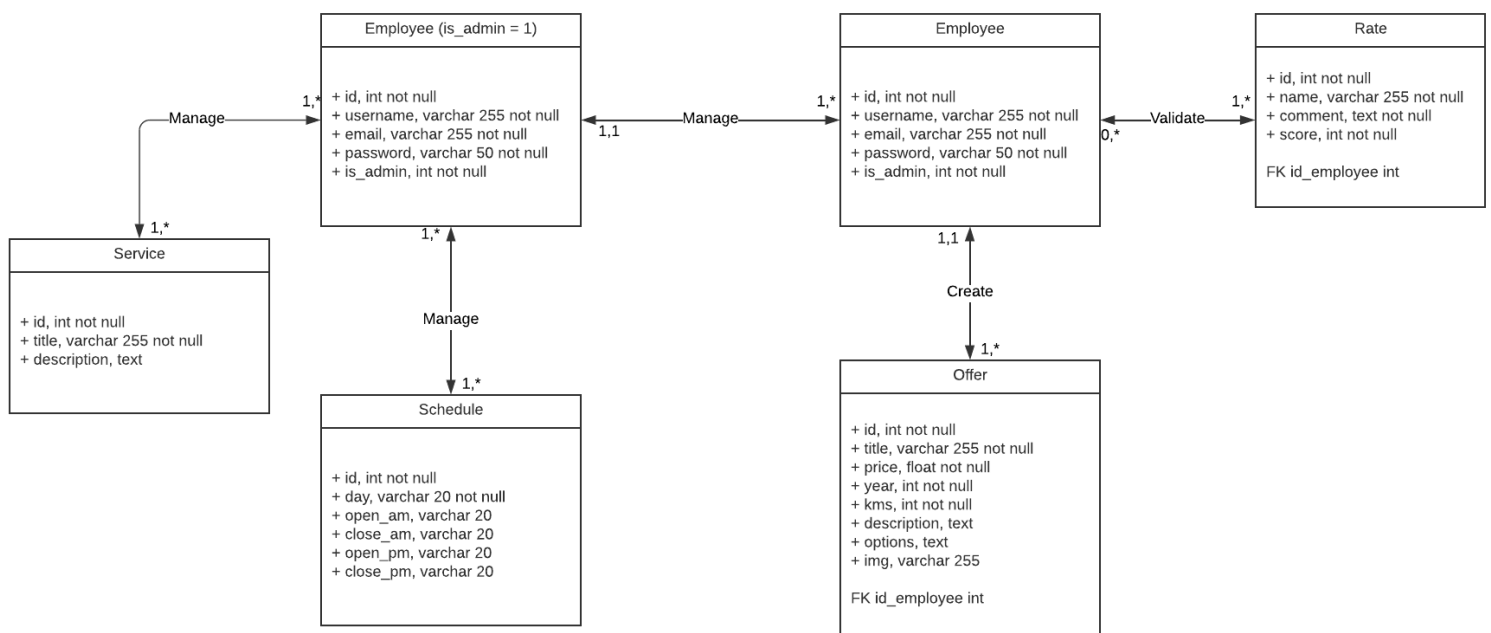 Employee (is_admin = 1)
+ id, int not null
+ username, varchar 255 not null
+ email, varchar 255 not null
+ password, varchar 50 not null
+ is_admin, int not null
Employee
+ id, int not null
+ username, varchar 255 not null
+ email, varchar 255 not null
+ password, varchar 50 not null
+ is_admin, int not null
Rate
+ id, int not null
+ name, varchar 255 not null
+ comment, text not null
+ score, int not null
FK id_employee int
1,*
Manage
1,*
1,1
Manage
1,*
0,*
Validate
1,*
Service
+ id, int not null
+ title, varchar 255 not null
+ description, text
1,*
Manage
1,*
Schedule
+ id, int not null
+ day, varchar 20 not null
+ open_am, varchar 20
+ close_am, varchar 20
+ open_pm, varchar 20
+ close_pm, varchar 20
1,1
Create
1,*
Offer
+ id, int not null
+ title, varchar 255 not null
+ price, float not null
+ year, int not null
+ kms, int not null
+ description, text
+ options, text
+ img, varchar 255
FK id_employee int